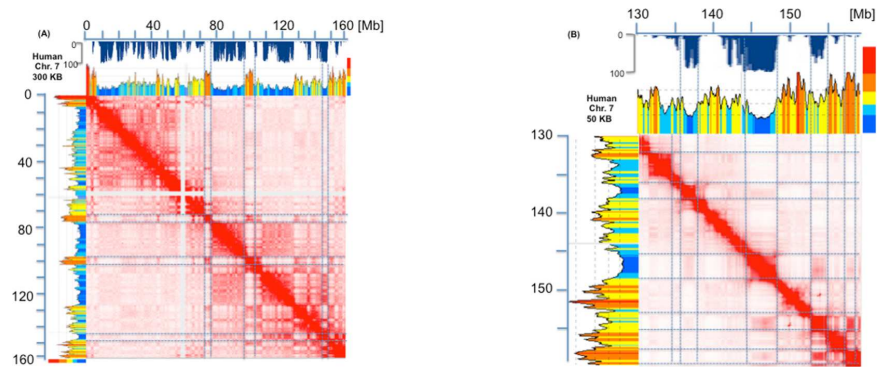 (A)
0 40 80 120 160 [Mb]
0
100
Human
Chr. 7
300 KB
0
40
80
120
160
(B)
130 140 150 [Mb]
0
100
Human
Chr. 7
50 KB
130
140
150